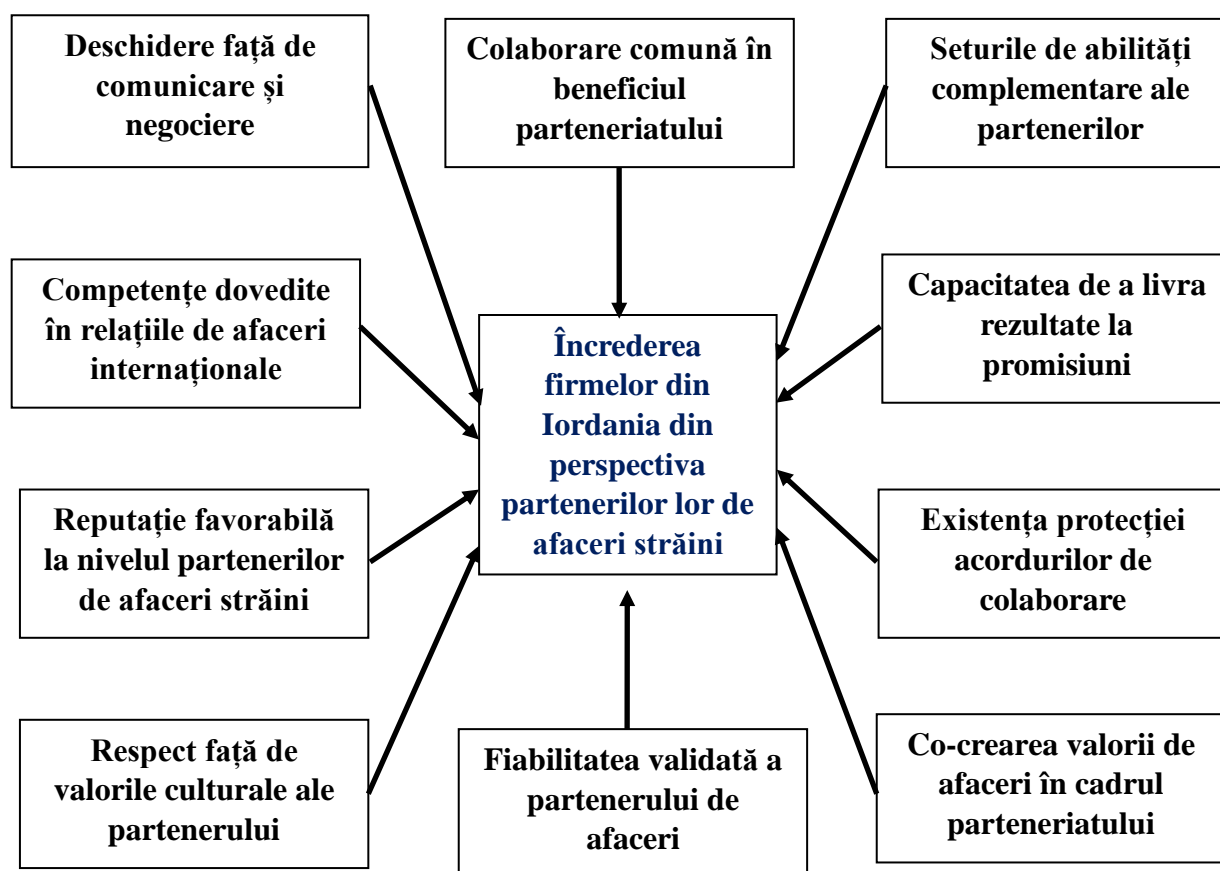 Deschidere față de
comunicare și
negociere
Colaborare comună în
beneficiul
parteneriatului
Seturile de abilități
complementare ale
partenerilor
Competențe dovedite
în relațiile de afaceri
internaționale
Încrederea
firmelor din
Iordania din
perspectiva
partenerilor lor de
afaceri străini
Capacitatea de a livra
rezultate la
promisiuni
Reputație favorabilă
la nivelul partenerilor
de afaceri străini
Existența protecției
acordurilor de
colaborare
Respect față de
valorile culturale ale
partenerului
Fiabilitatea validată a
partenerului de
afaceri
Co-crearea valorii de
afaceri în cadrul
parteneriatului